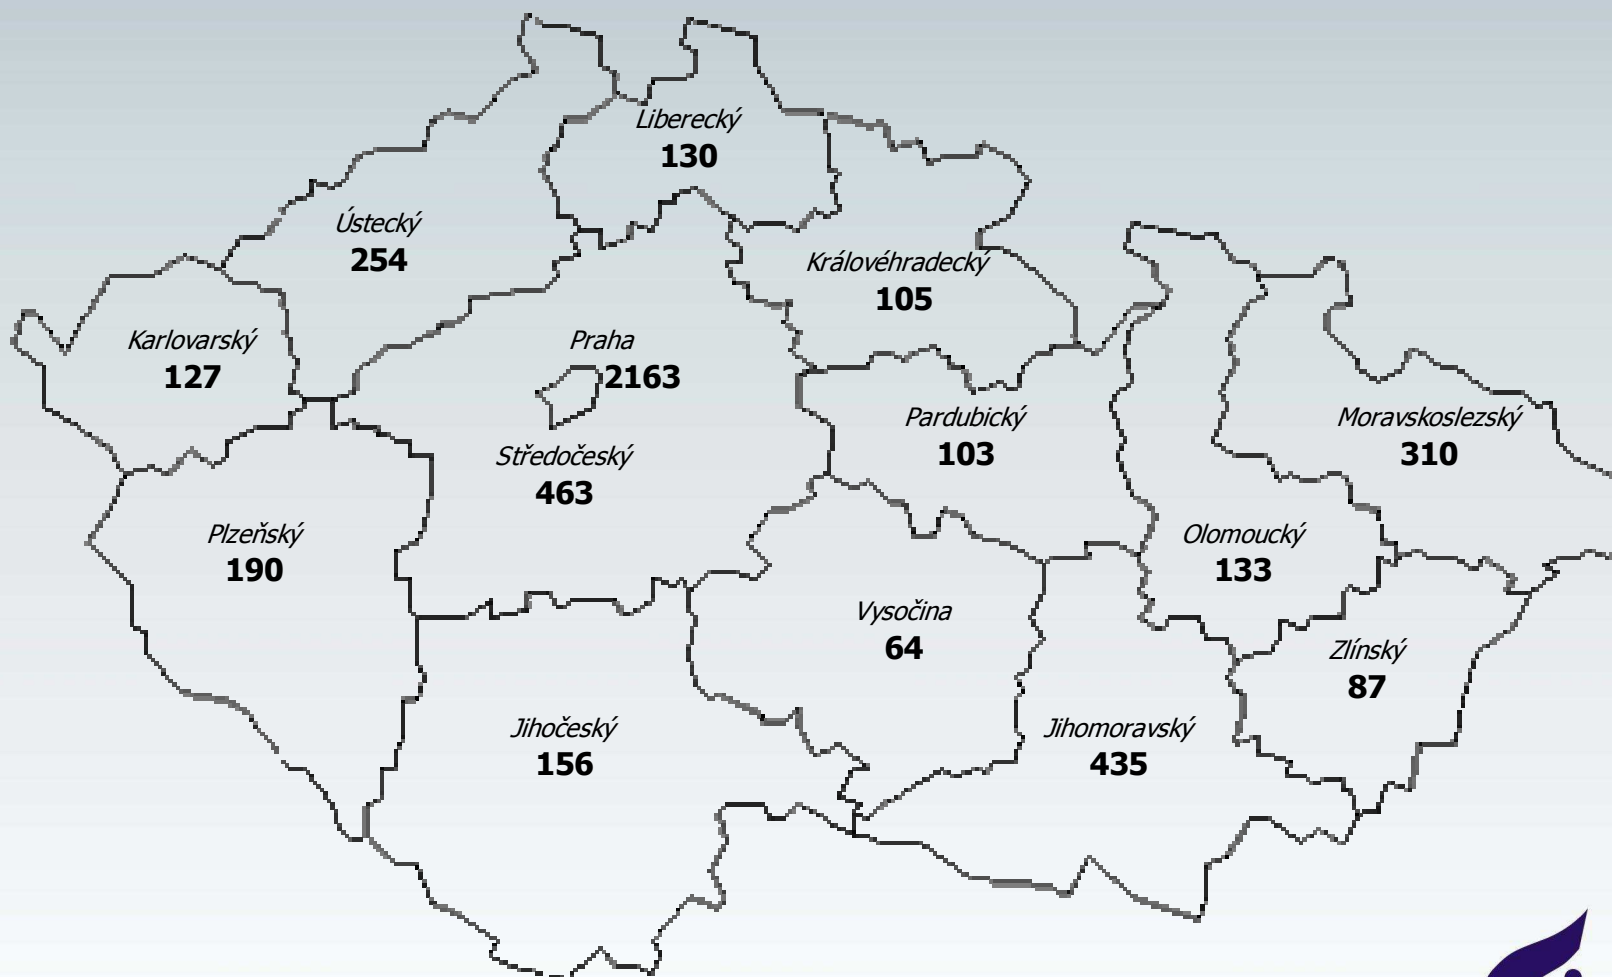 Liberecký
130
Ústecký
254
Královéhradecký
105
Karlovarský
127
Praha
2163
Pardubický
103
Moravskoslezský
310
Středočeský
463
Plzeňský
190
Olomoucký
133
Vysočina
64
Zlínský
87
Jihočeský
156
Jihomoravský
435